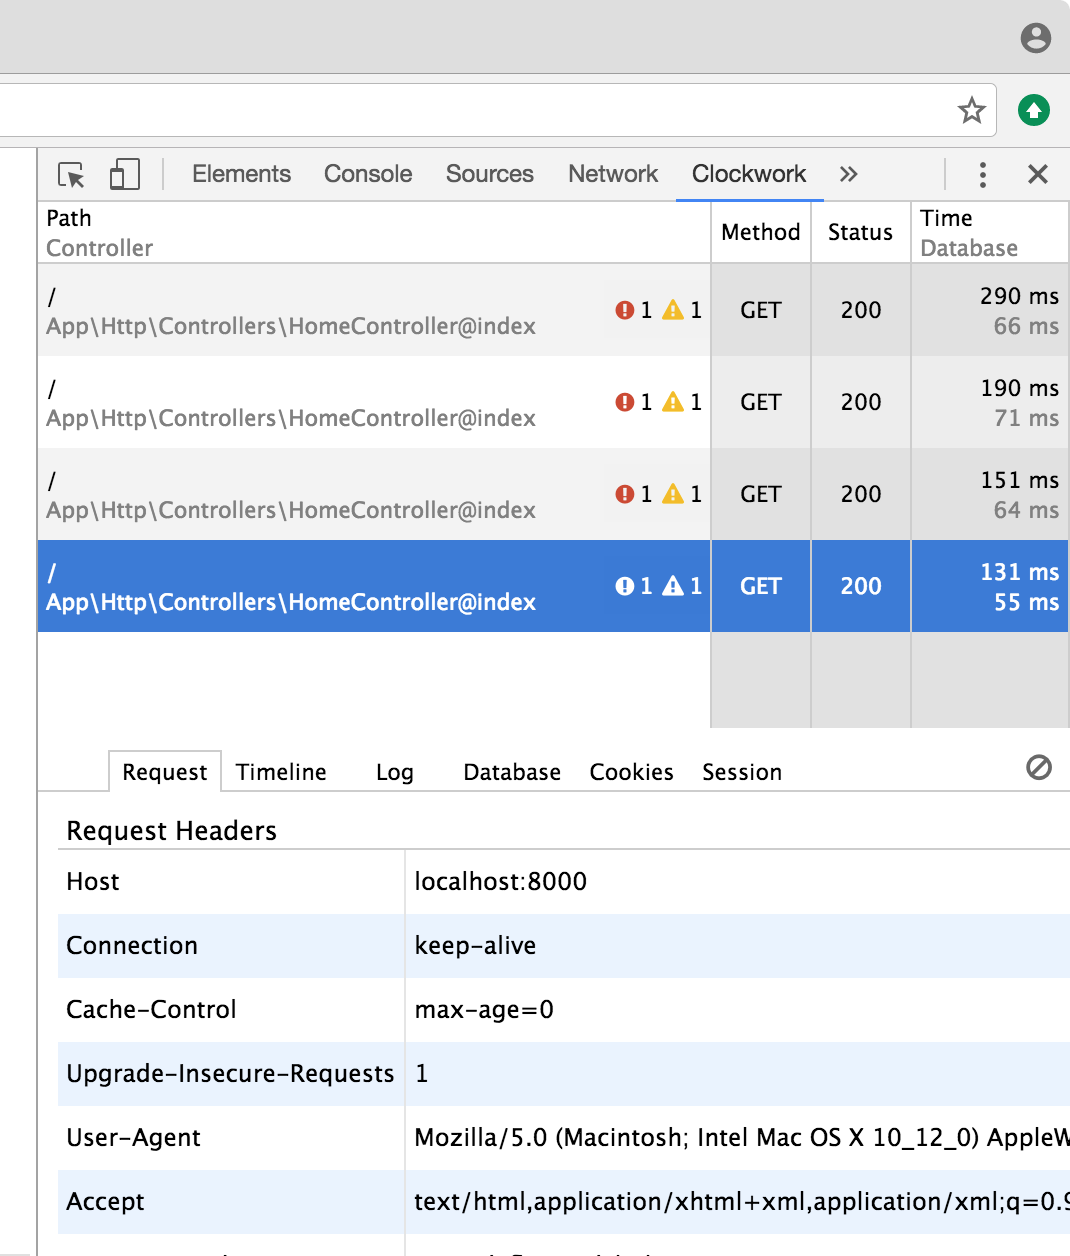 Elements Console Sources Network Clockwork »
Path Method Status Time
Controller Database
/ 1 1 GET 200 290 ms
App\Http\Controllers\HomeController@index 66 ms
/ 1 1 GET 200 190 ms
App\Http\Controllers\HomeController@index 71 ms
/ 1 1 GET 200 151 ms
App\Http\Controllers\HomeController@index 64 ms
/ 1 1 GET 200 131 ms
App\Http\Controllers\HomeController@index 55 ms
Request Timeline Log Database Cookies Session
Request Headers
Host localhost:8000
Connection keep-alive
Cache-Control max-age=0
Upgrade-Insecure-Requests 1
User-Agent Mozilla/5.0 (Macintosh; Intel Mac OS X 10_12_0) AppleW
Accept text/html,application/xhtml+xml,application/xml;q=0.9